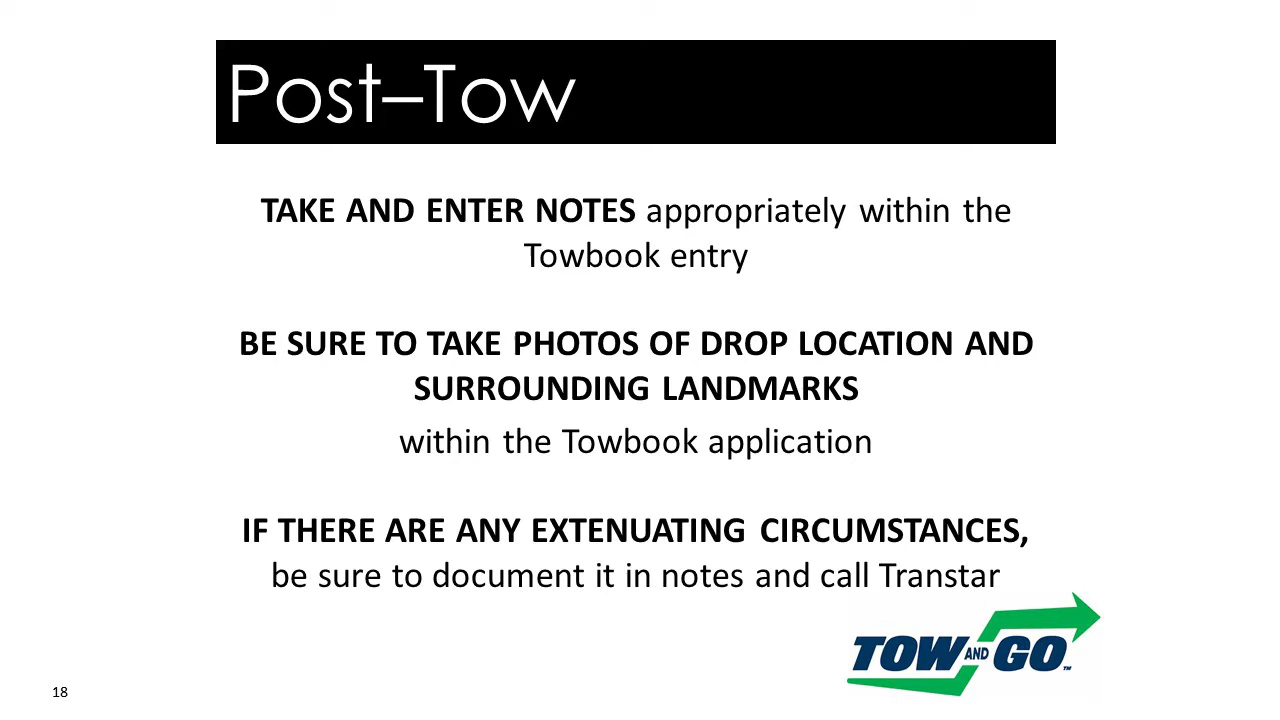 Post–Tow
TAKE AND ENTER NOTES appropriately within the
Towbook entry
BE SURE TO TAKE PHOTOS OF DROP LOCATION AND
SURROUNDING LANDMARKS
within the Towbook application
IF THERE ARE ANY EXTENUATING CIRCUMSTANCES,
be sure to document it in notes and call Transtar
TOW AND GO™
18